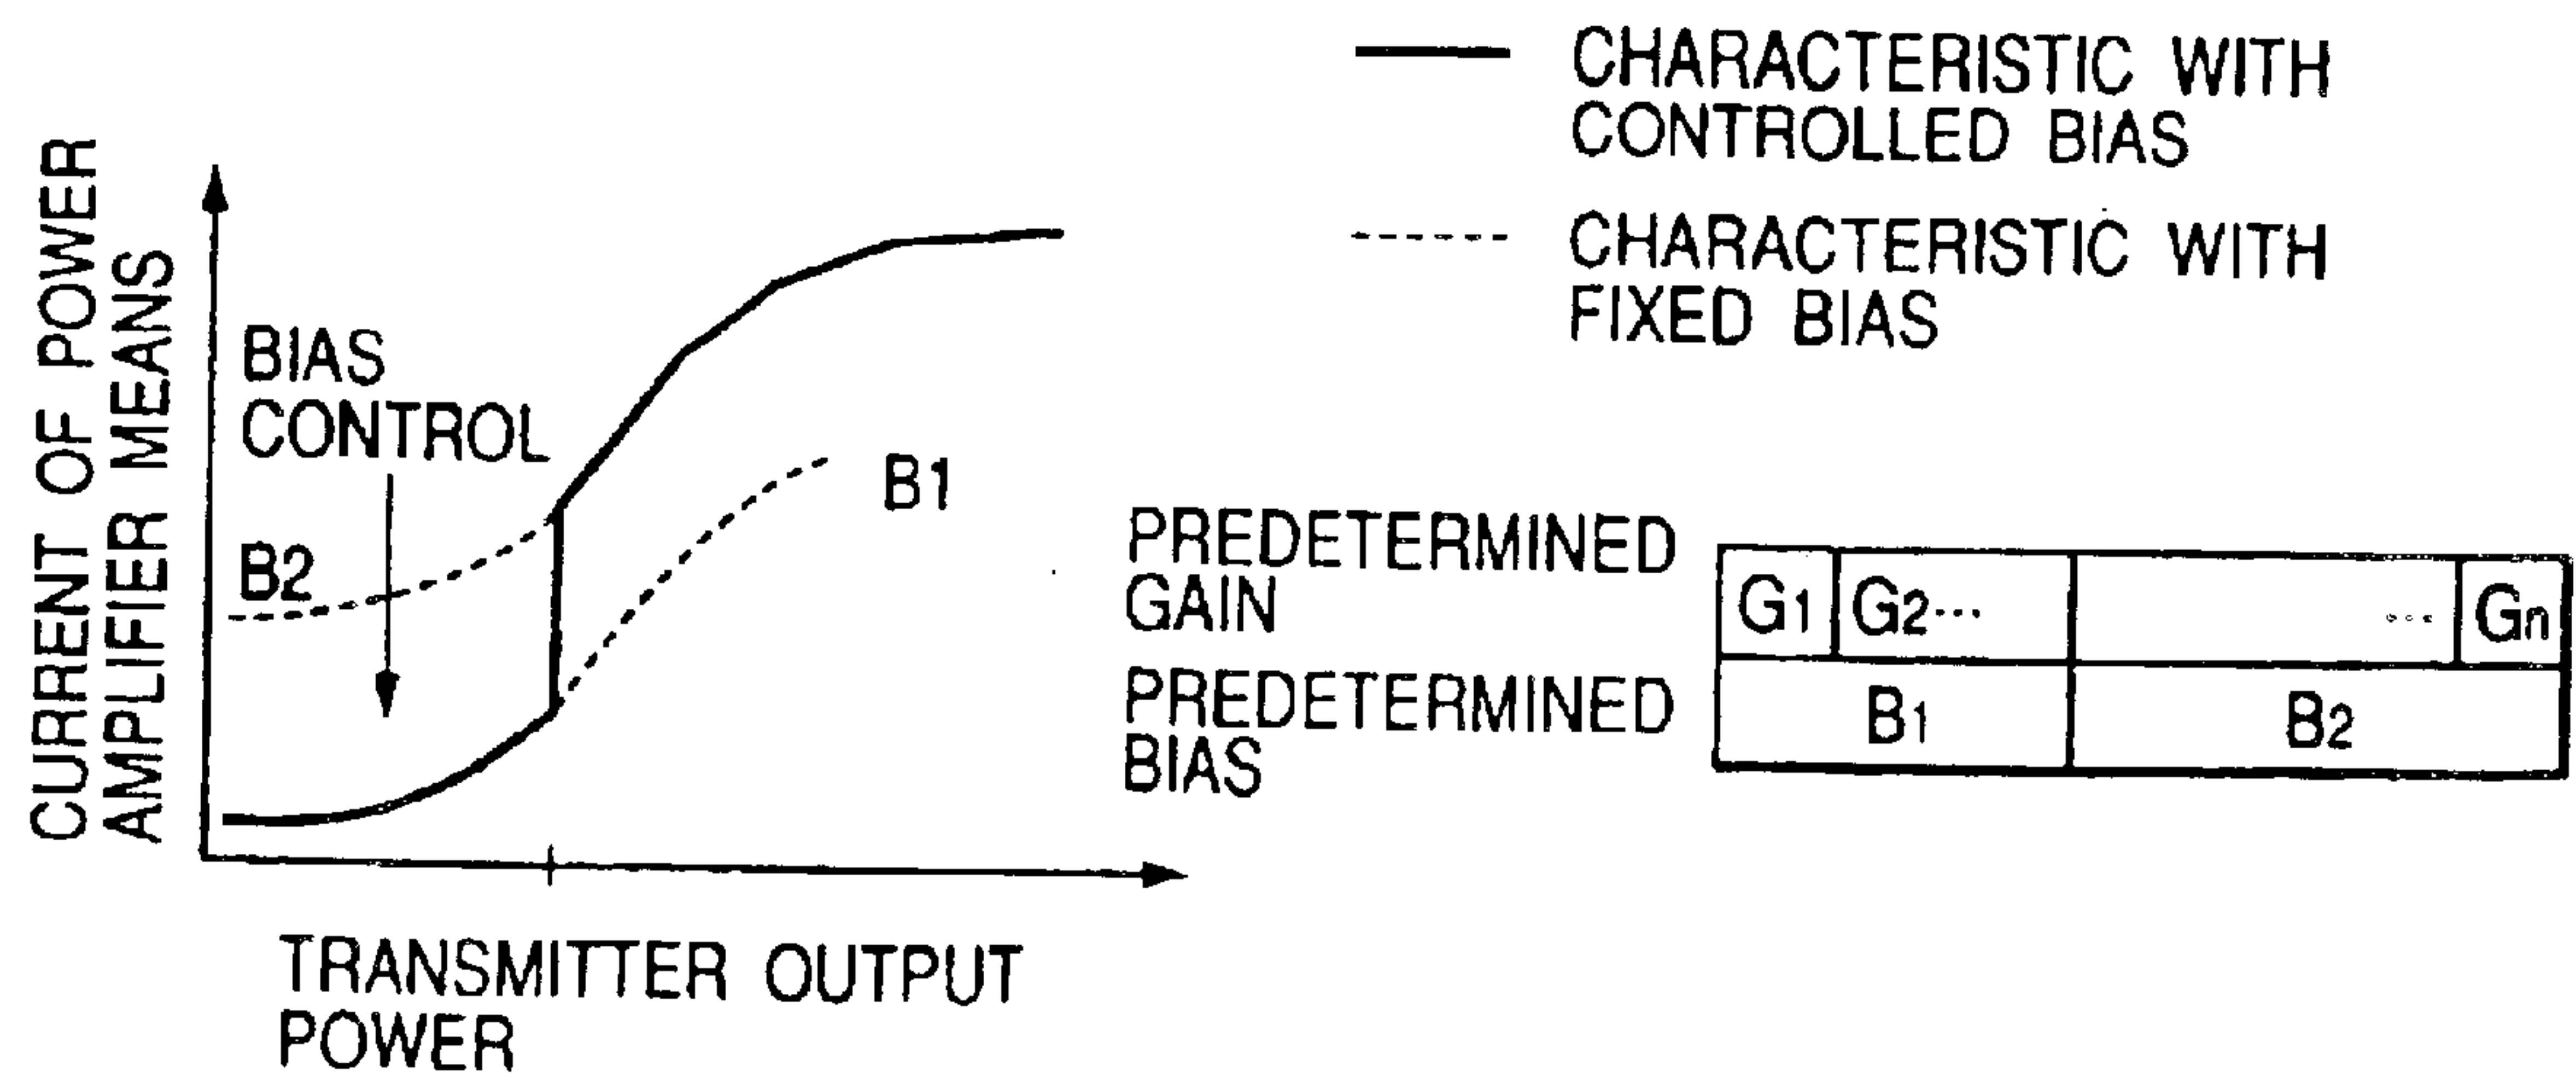 CHARACTERISTIC WITH
CONTROLLED BIAS
CHARACTERISTIC WITH
FIXED BIAS
CURRENT OF POWER
AMPLIFIER MEANS
BIAS
CONTROL
B2
B1
TRANSMITTER OUTPUT
POWER
PREDETERMINED
GAIN
G1 G2... ... Gn
PREDETERMINED
BIAS
B1 B2